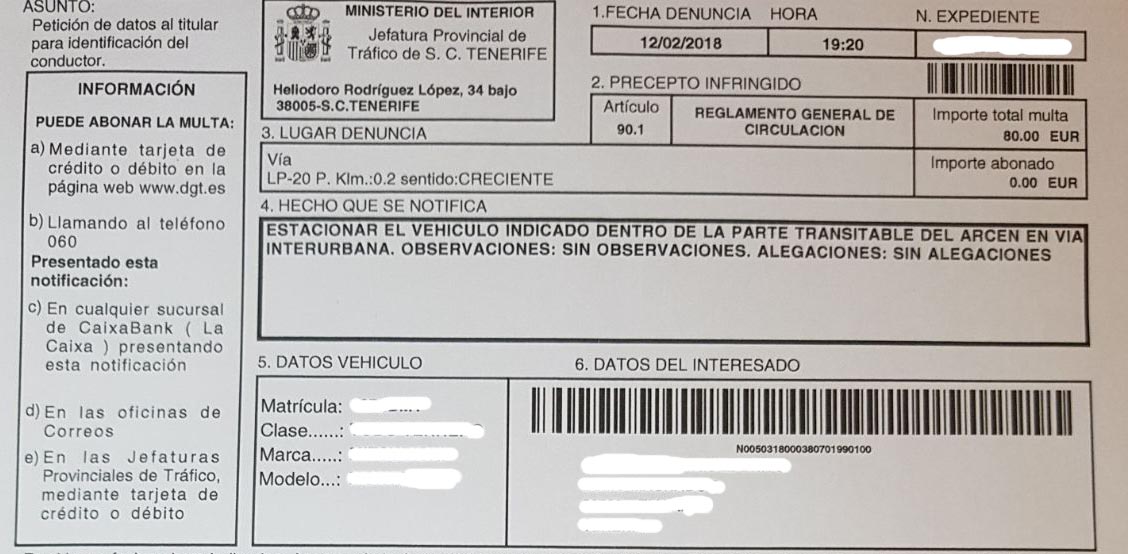 ASUNTO:
Petición de datos al titular
para identificación del
conductor.
INFORMACIÓN
PUEDE ABONAR LA MULTA:
a) Mediante tarjeta de
crédito o débito en la
página web www.dgt.es
b) Llamando al teléfono
060
Presentado esta
notificación:
c) En cualquier sucursal
de CaixaBank ( La
Caixa ) presentando
esta notificación
d) En las oficinas de
Correos
e) En las Jefaturas
Provinciales de Tráfico,
mediante tarjeta de
crédito o débito
MINISTERIO DEL INTERIOR
Jefatura Provincial de
Tráfico de S. C. TENERIFE
Heliodoro Rodríguez López, 34 bajo
38005-S.C.TENERIFE
1.FECHA DENUNCIA HORA N. EXPEDIENTE
12/02/2018 19:20
2. PRECEPTO INFRINGIDO
Artículo
90.1
REGLAMENTO GENERAL DE
CIRCULACION
Importe total multa
80.00 EUR
Importe abonado
0.00 EUR
3. LUGAR DENUNCIA
Vía
LP-20 P. Klm.:0.2 sentido:CRECIENTE
4. HECHO QUE SE NOTIFICA
ESTACIONAR EL VEHICULO INDICADO DENTRO DE LA PARTE TRANSITABLE DEL ARCEN EN VIA
INTERURBANA. OBSERVACIONES: SIN OBSERVACIONES. ALEGACIONES: SIN ALEGACIONES
5. DATOS VEHICULO
Matrícula:
Clase......:
Marca.....:
Modelo...:
6. DATOS DEL INTERESADO
N0050318000380701990100